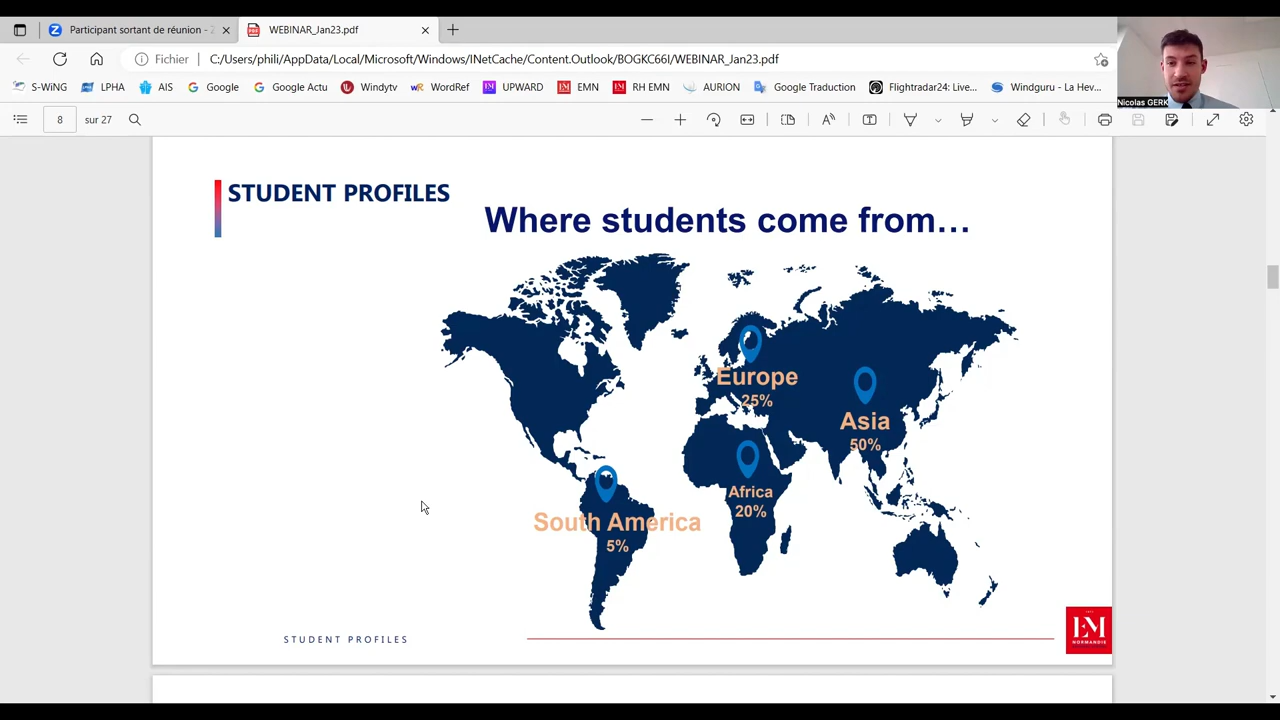 Participant sortant de réunion - 2
WEBINAR_Jan23.pdf
Fichier
C:/Users/phili/AppData/Local/Microsoft/Windows/INetCache/Content.Outlook/BOGKC66I/WEBINAR_Jan23.pdf
S-WiNG
LPHA
AIS
Google
Google Actu
Windytv
WordRef
UPWARD
EMN
RH EMN
AURION
Google Traduction
Flightradar24: Live...
Windguru - La Hev...
8 sur 27
Nicolas GERK
STUDENT PROFILES
Where students come from...
Europe
25%
Asia
50%
Africa
20%
South America
5%
STUDENT PROFILES
EM
NORMANDIE